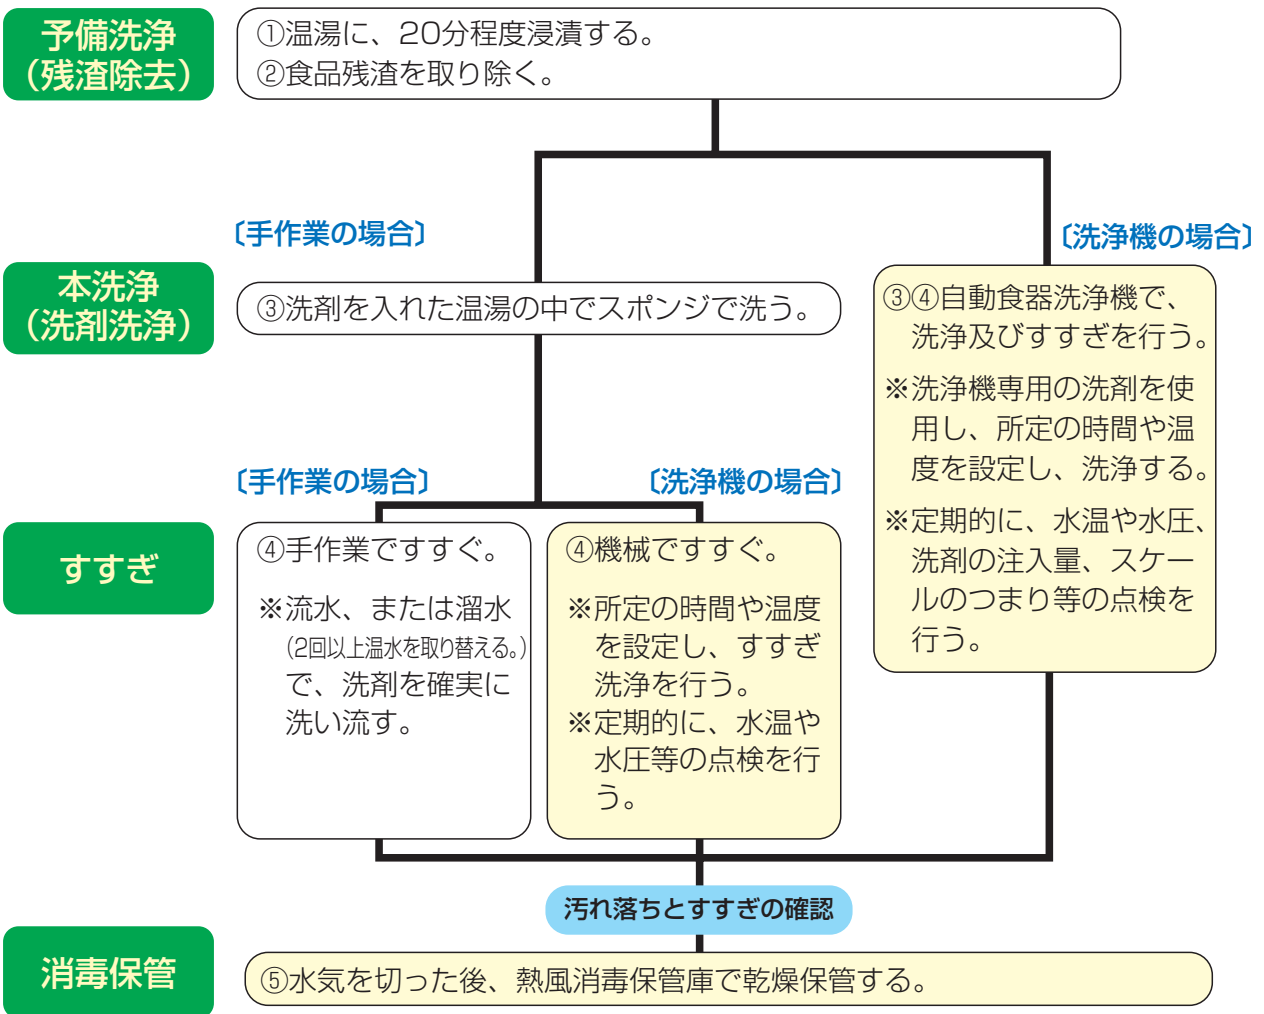 予備洗浄
（残渣除去）
①温湯に、20分程度浸漬する。
②食品残渣を取り除く。
〔手作業の場合〕
〔洗浄機の場合〕
本洗浄
（洗剤洗浄）
③洗剤を入れた温湯の中でスポンジで洗う。
③④自動食器洗浄機で、
洗浄及びすすぎを行う。
※洗浄機専用の洗剤を使
用し、所定の時間や温
度を設定し、洗浄する。
※定期的に、水温や水圧、
洗剤の注入量、スケー
ルのつまり等の点検を
行う。
〔手作業の場合〕
〔洗浄機の場合〕
すすぎ
④手作業ですすぐ。
※流水、または溜水
（2回以上温水を取り替える。）
で、洗剤を確実に
洗い流す。
④機械ですすぐ。
※所定の時間や温度
を設定し、すすぎ
洗浄を行う。
※定期的に、水温や
水圧等の点検を行
う。
汚れ落ちとすすぎの確認
消毒保管
⑤水気を切った後、熱風消毒保管庫で乾燥保管する。